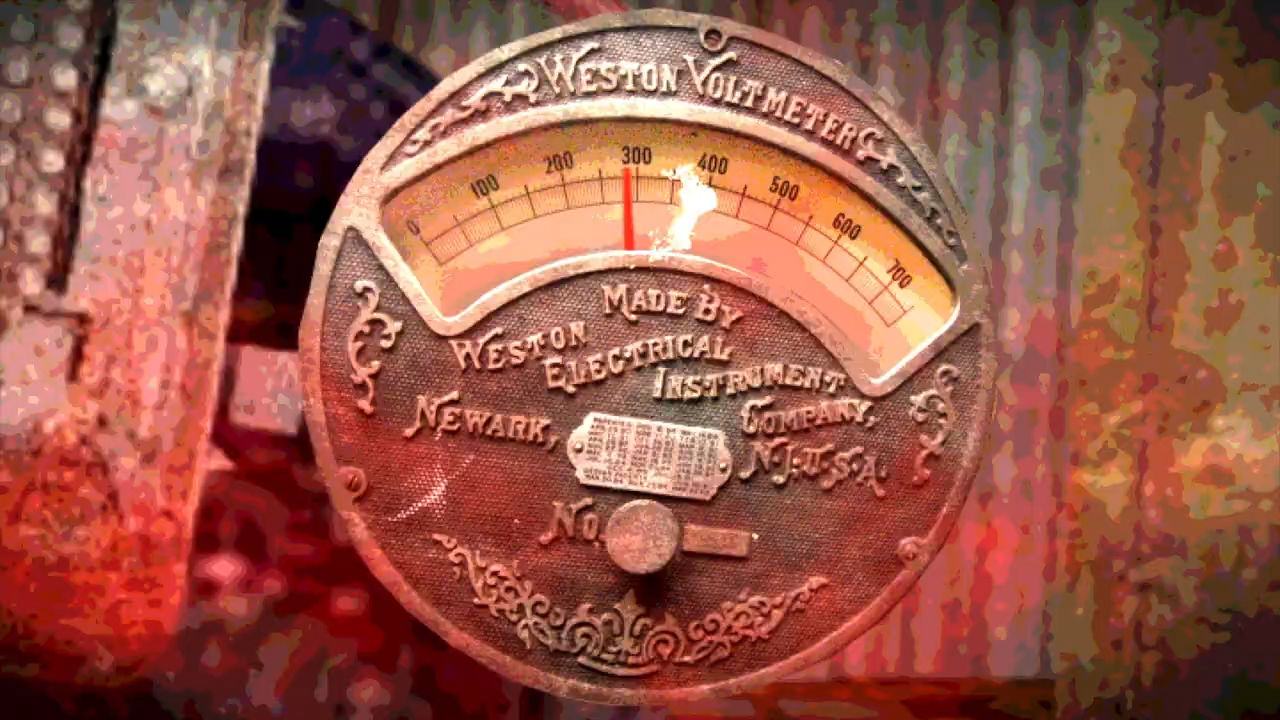 WESTON VOLTMETER
0 100 200 300 400 500 600 700
MADE BY
WESTON
ELECTRICAL
INSTRUMENT
NEWARK, COMPANY,
N.J. U.S.A.
No.